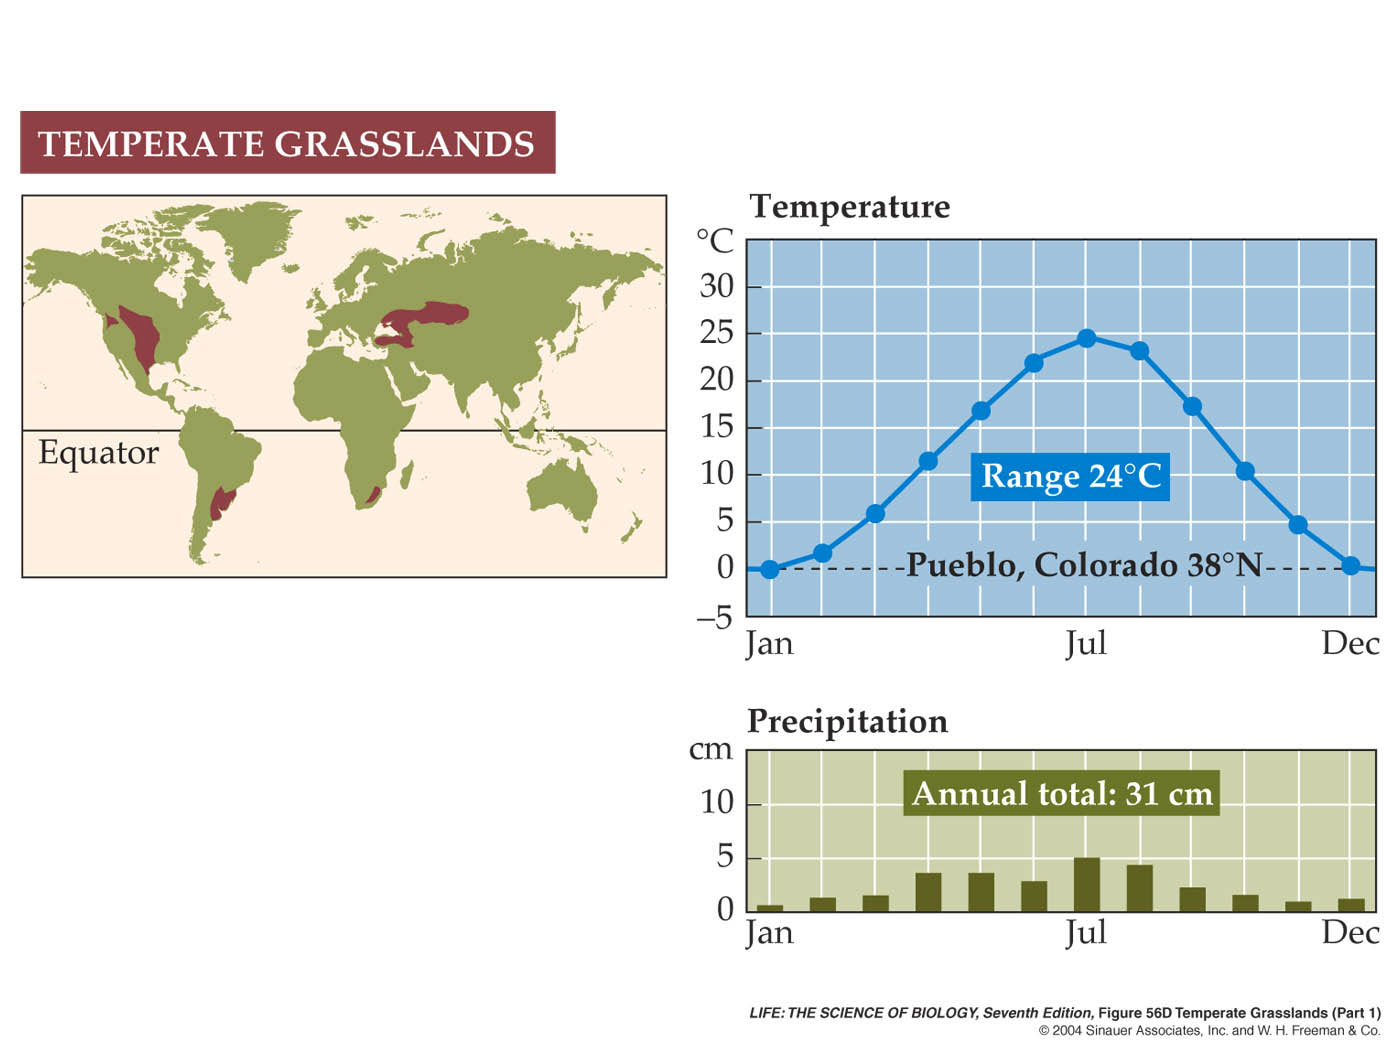 TEMPERATE GRASSLANDS
Equator
Temperature
°C
30
25
20
15
10
5
0
–5
Range 24°C
Pueblo, Colorado 38°N
Jan Jul Dec
Precipitation
cm
10
5
0
Annual total: 31 cm
Jan Jul Dec
LIFE: THE SCIENCE OF BIOLOGY, Seventh Edition, Figure 56D Temperate Grasslands (Part 1)
© 2004 Sinauer Associates, Inc. and W. H. Freeman & Co.